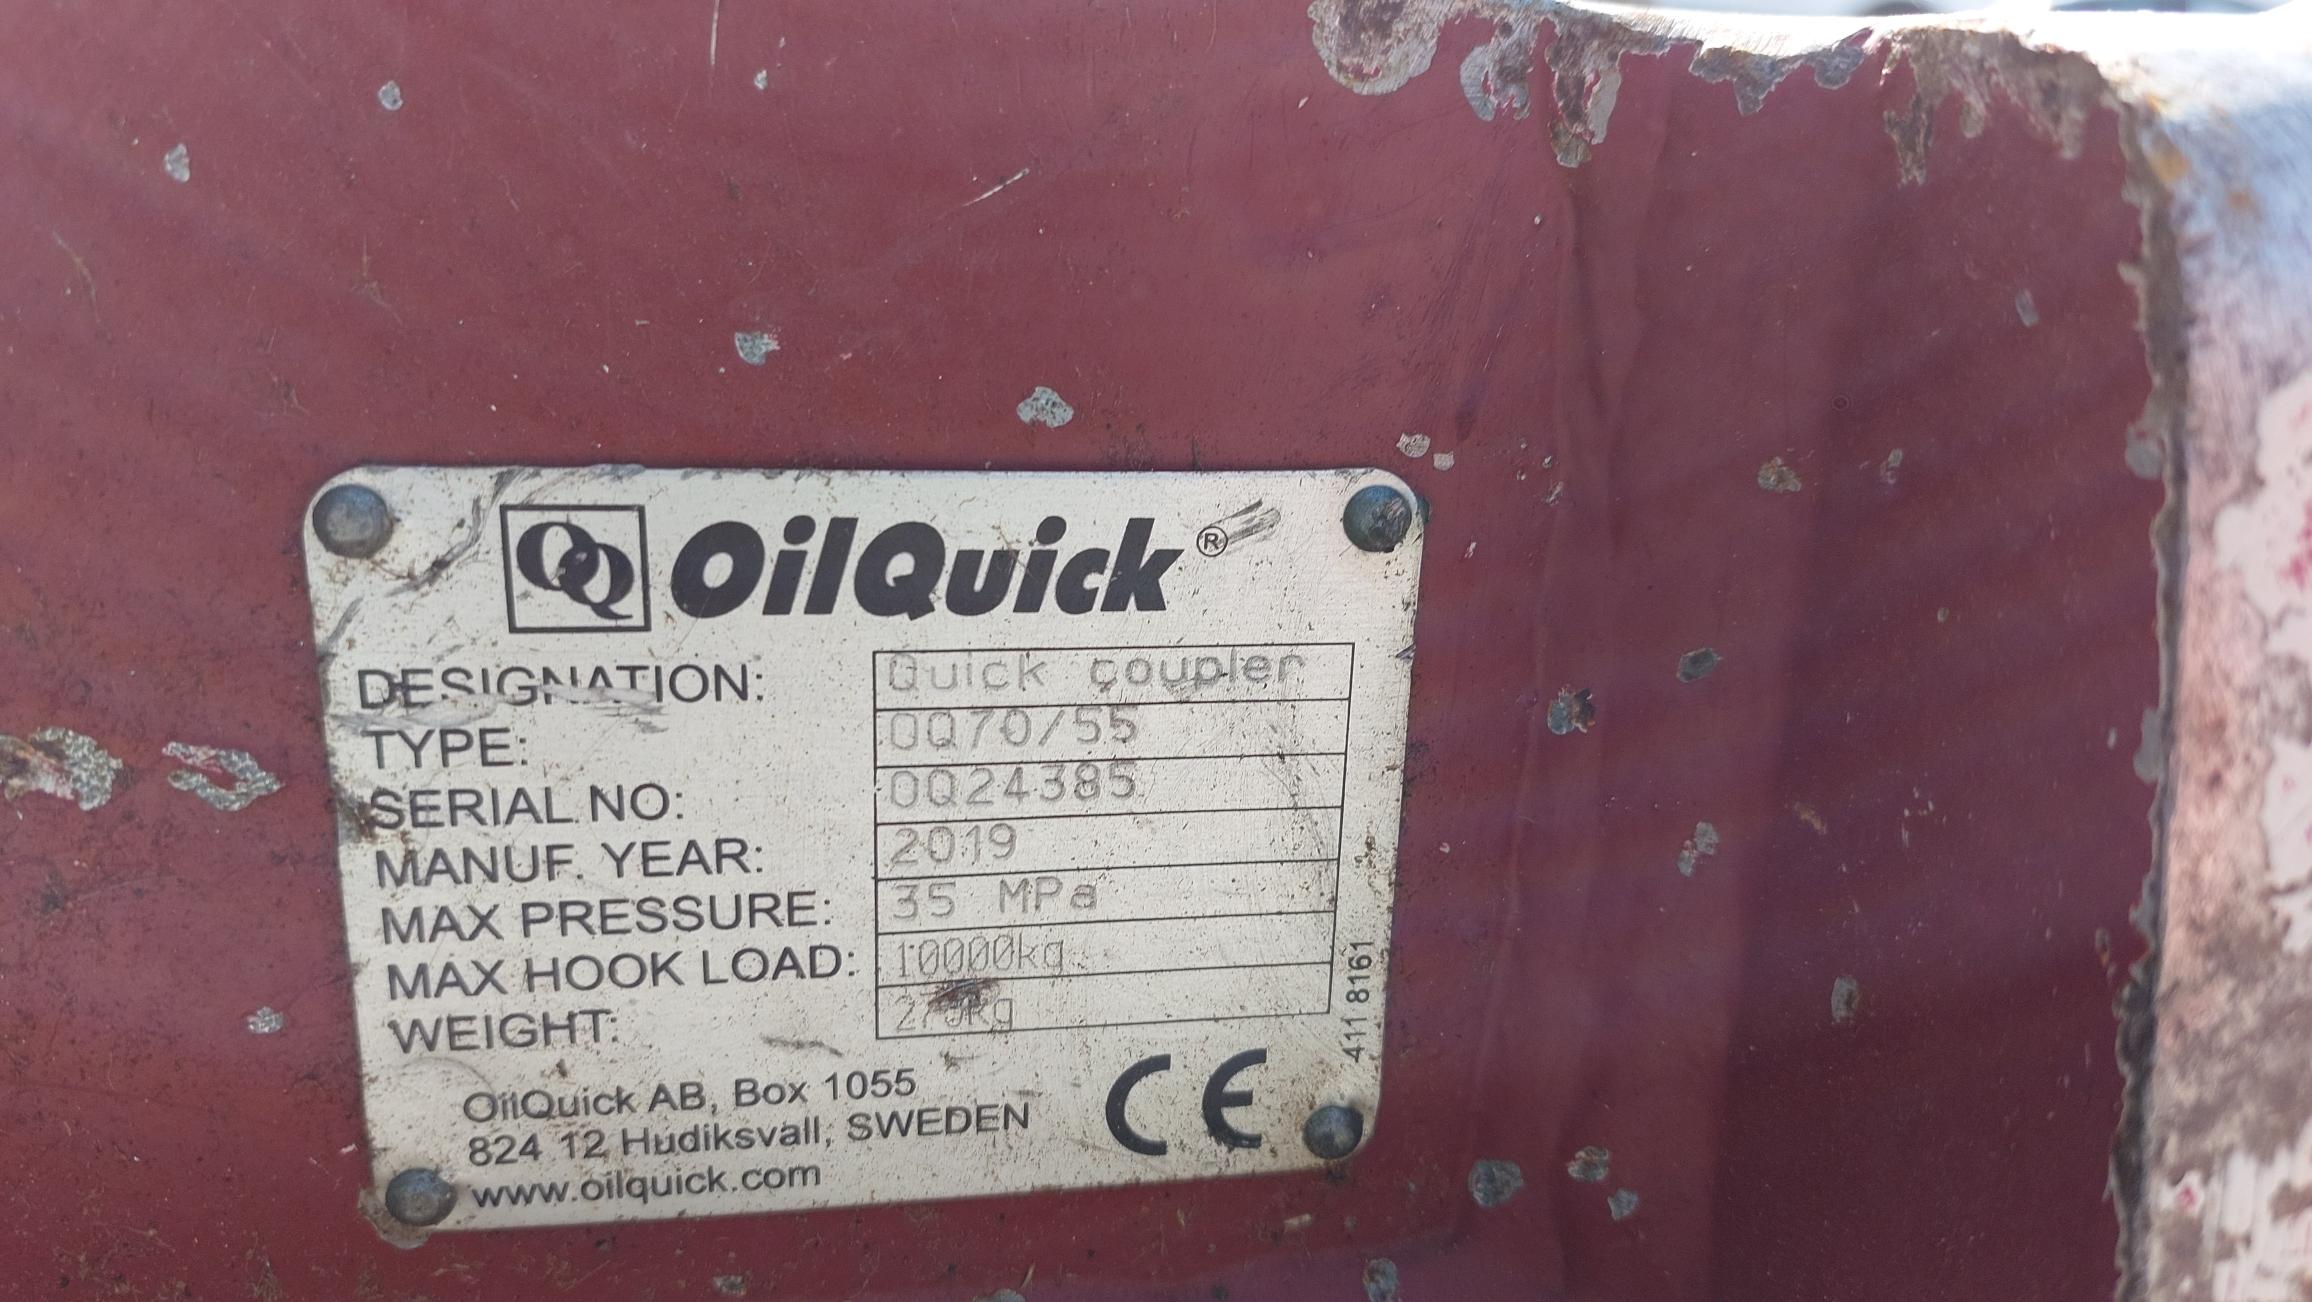 QQ OilQuick®
DESIGNATION: Quick coupler
TYPE: OQ70/55
SERIAL NO: OQ24385
MANUF. YEAR: 2019
MAX PRESSURE: 35 MPa
MAX HOOK LOAD: 10000kg
WEIGHT:
OilQuick AB, Box 1055
824 12 Hudiksvall, SWEDEN
www.oilquick.com
CE
411 8161